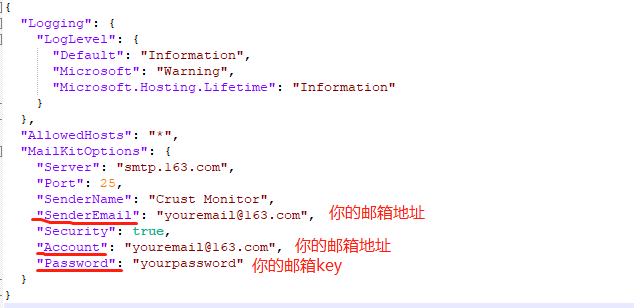 {
"Logging": {
"LogLevel": {
"Default": "Information",
"Microsoft": "Warning",
"Microsoft.Hosting.Lifetime": "Information"
}
},
"AllowedHosts": "*",
"MailKitOptions": {
"Server": "smtp.163.com",
"Port": 25,
"SenderName": "Crust Monitor",
"SenderEmail": "youremail@163.com", 你的邮箱地址
"Security": true,
"Account": "youremail@163.com", 你的邮箱地址
"Password": "yourpassword" 你的邮箱key
}
}